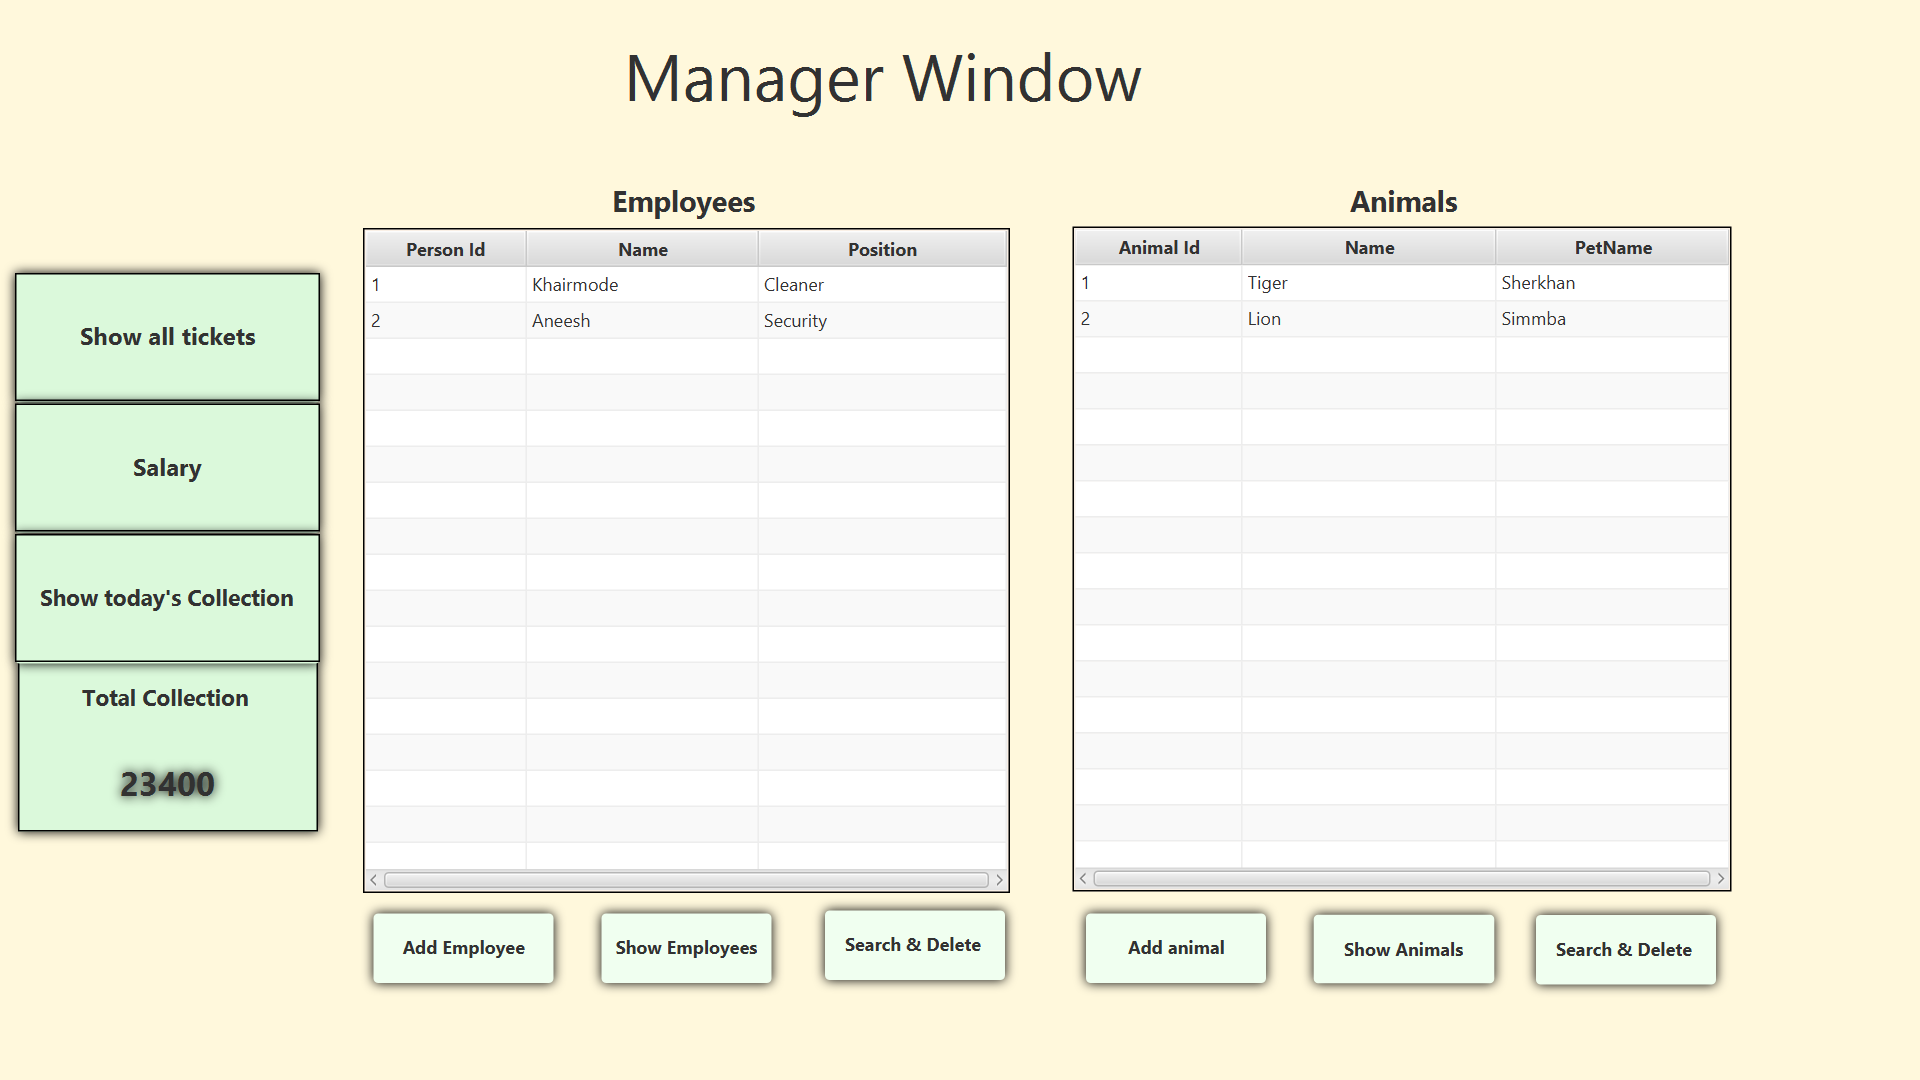 Manager Window
Employees
Animals
Person Id Name Position
1 Khairmode Cleaner
2 Aneesh Security
Animal Id Name PetName
1 Tiger Sherkhan
2 Lion Simmba
Show all tickets
Salary
Show today's Collection
Total Collection
23400
Add Employee
Show Employees
Search & Delete
Add animal
Show Animals
Search & Delete